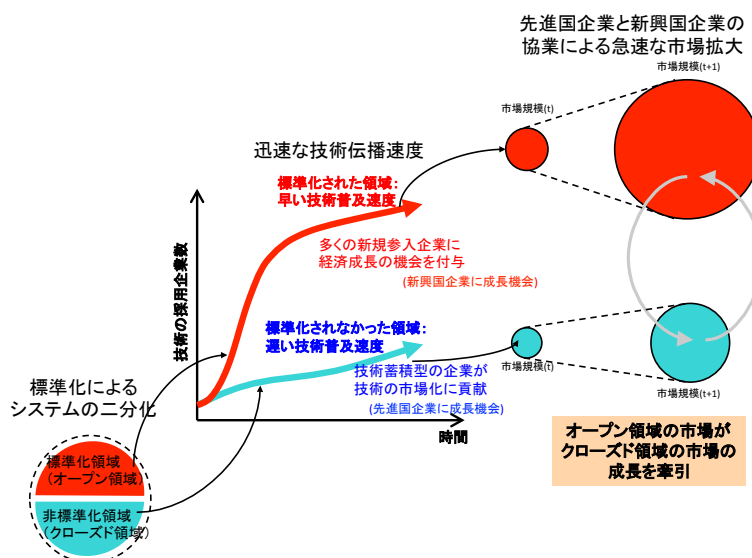 先進国企業と新興国企業の
協業による急速な市場拡大
市場規模(t+1)
市場規模(t)
迅速な技術伝播速度
標準化された領域:
早い技術普及速度
多くの新規参入企業に
経済成長の機会を付与
(新興国企業に成長機会)
技術の採用企業数
標準化されなかった領域:
遅い技術普及速度
技術蓄積型の企業が
技術の市場化に貢献
(先進国企業に成長機会)
市場規模(t)
市場規模(t+1)
時間
標準化による
システムの二分化
標準化領域
(オープン領域)
非標準化領域
(クローズド領域)
オープン領域の市場が
クローズド領域の市場の
成長を牽引